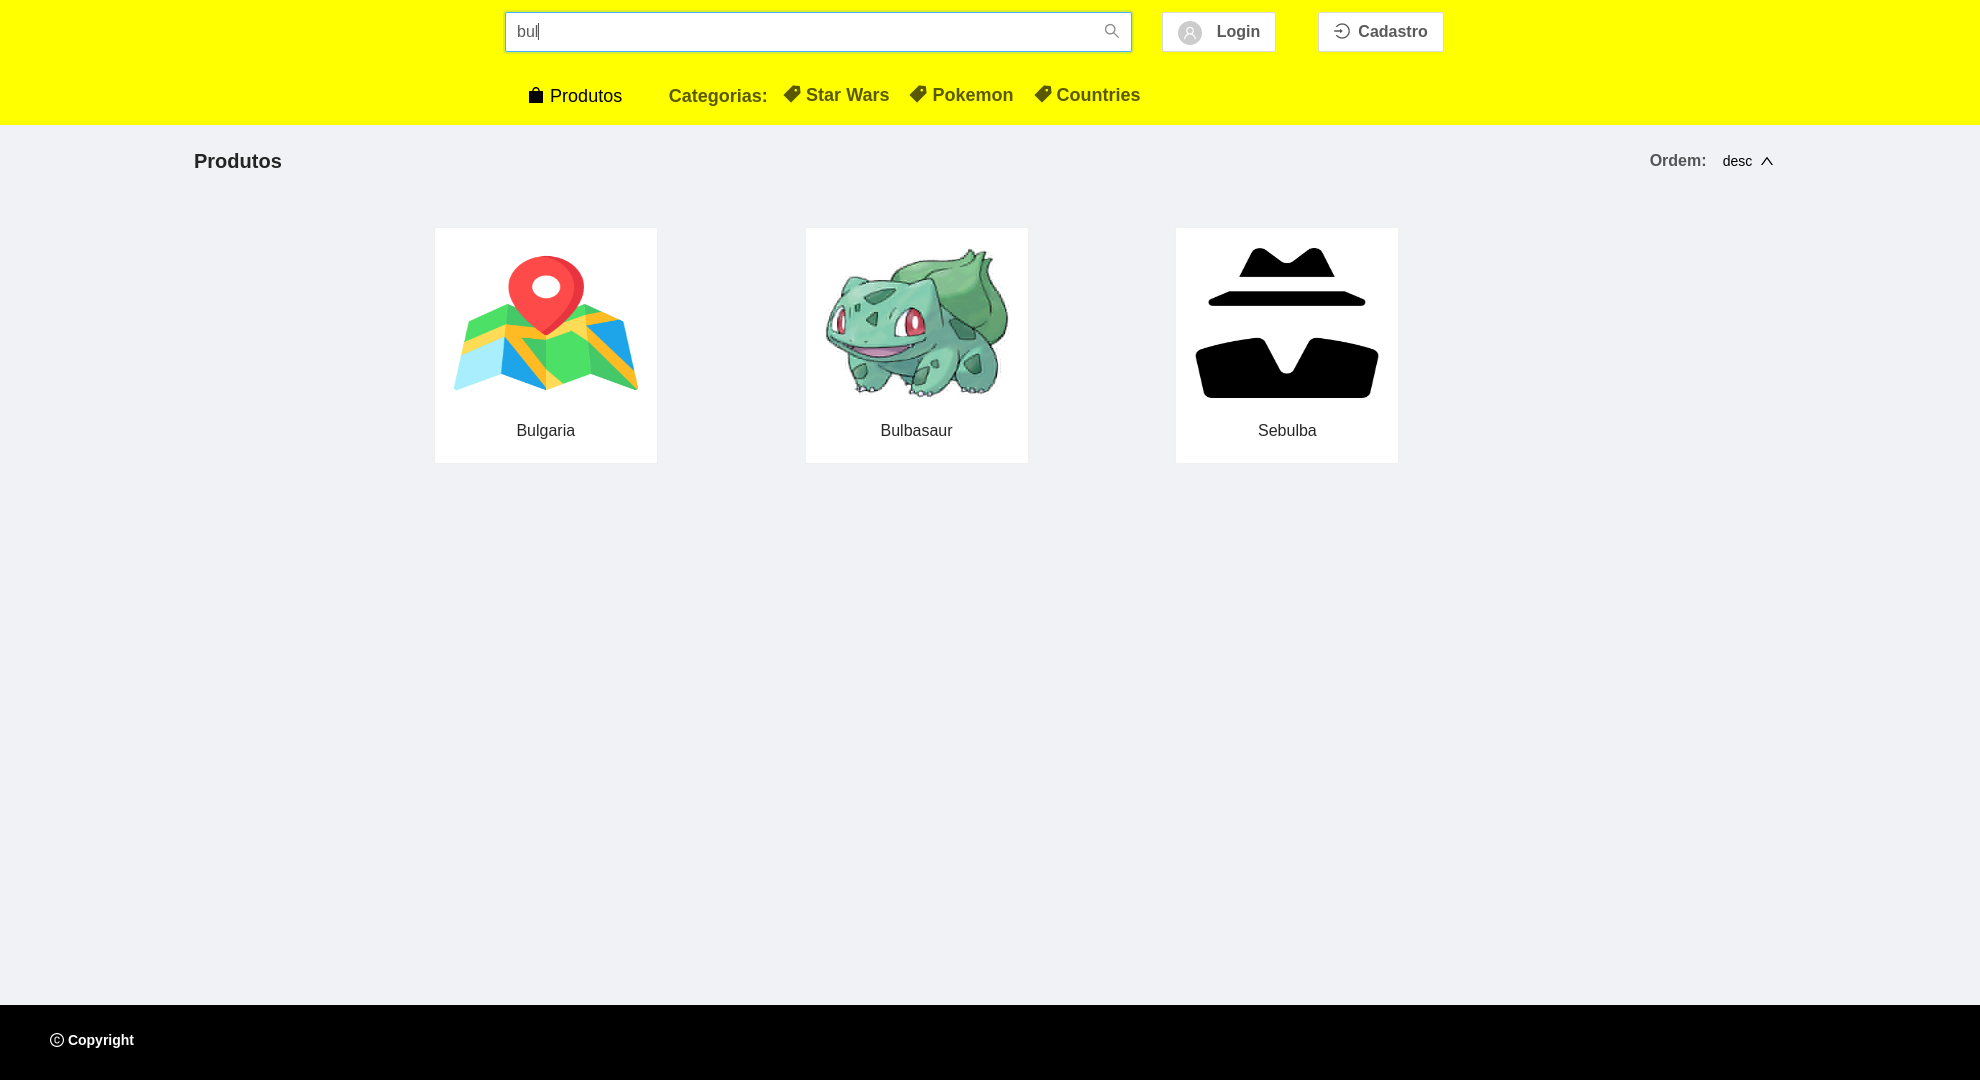 bul
Login
Cadastro
Produtos
Categorias:
Star Wars
Pokemon
Countries
Produtos
Ordem:
desc
Bulgaria
Bulbasaur
Sebulba
© Copyright